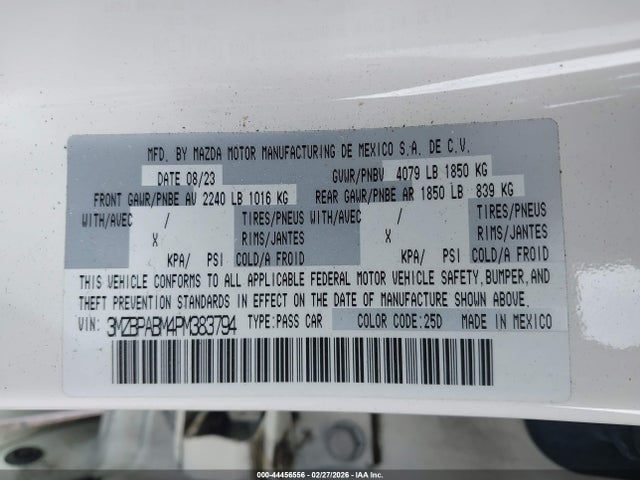 MFD. BY MAZDA MOTOR MANUFACTURING DE MEXICO S.A. DE C.V.
DATE 08/23 GVWR/PNBV 4079 LB 1850 KG
FRONT GAWR/PNBE AV 2240 LB 1016 KG REAR GAWR/PNBE AR 1850 LB 839 KG
WITH/AVEC / TIRES/PNEUS WITH/AVEC / TIRES/PNEUS
X RIMS/JANTES X RIMS/JANTES
KPA/ PSI COLD/A FROID KPA/ PSI COLD/A FROID
THIS VEHICLE CONFORMS TO ALL APPLICABLE FEDERAL MOTOR VEHICLE SAFETY, BUMPER, AND
THEFT PREVENTION STANDARDS IN EFFECT ON THE DATE OF MANUFACTURE SHOWN ABOVE.
VIN: 3MZBPABM4PM383794 TYPE:PASS CAR COLOR CODE:25D MADE IN MEXICO
000-44456556 - 02/27/2026 - IAA Inc.